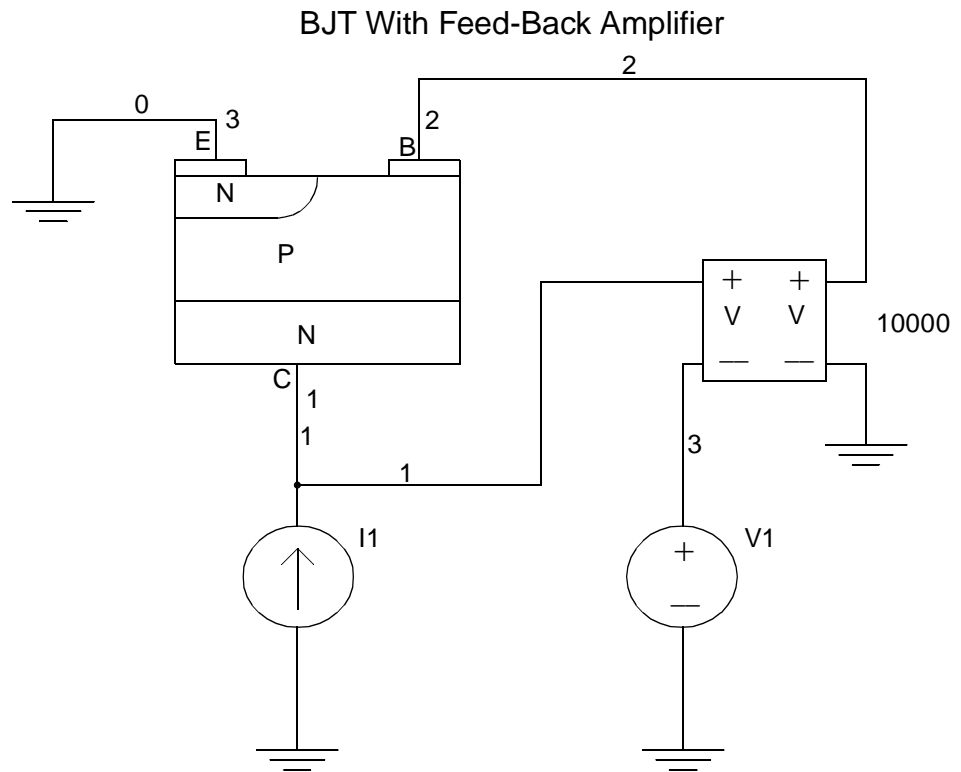 BJT With Feed-Back Amplifier
2
0
3
2
E
B
N
P
+ +
V V
— —
10000
N
C
1
1
3
1
I1
V1
+
—